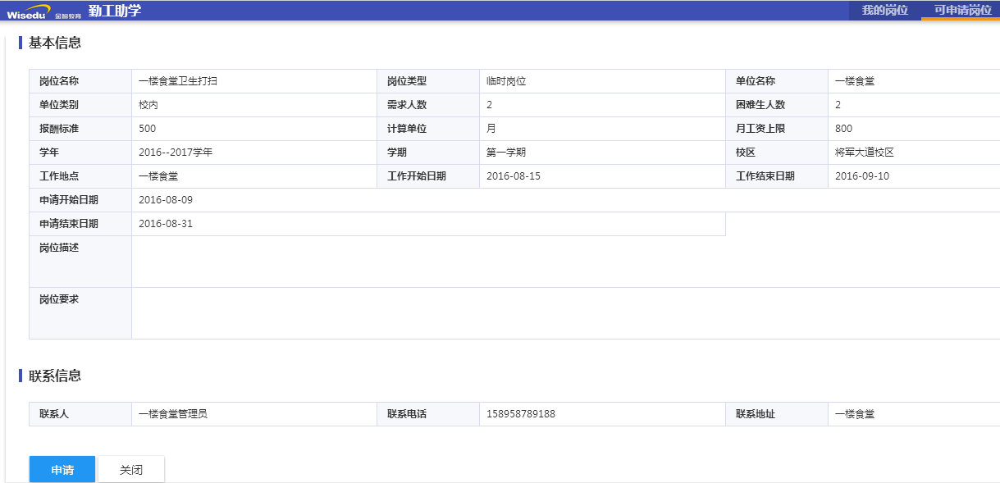 Wisedu 金智教育 勤工助学 我的岗位 可申请岗位
基本信息
岗位名称 一楼食堂卫生打扫 岗位类型 临时岗位 单位名称 一楼食堂
单位类别 校内 需求人数 2 困难生人数 2
报酬标准 500 计算单位 月 月工资上限 800
学年 2016--2017学年 学期 第一学期 校区 将军大道校区
工作地点 一楼食堂 工作开始日期 2016-08-15 工作结束日期 2016-09-10
申请开始日期 2016-08-09
申请结束日期 2016-08-31
岗位描述
岗位要求
联系信息
联系人 一楼食堂管理员 联系电话 158958789188 联系地址 一楼食堂
申请 关闭